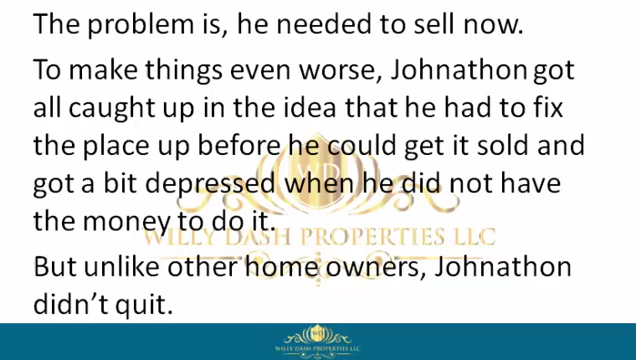 The problem is, he needed to sell now.
To make things even worse, Johnathon got
all caught up in the idea that he had to fix
the place up before he could get it sold and
got a bit depressed when he did not have
the money to do it.
WILLY DASH PROPERTIES LLC
But unlike other home owners, Johnathon
didn’t quit.
WILLY DASH PROPERTIES LLC